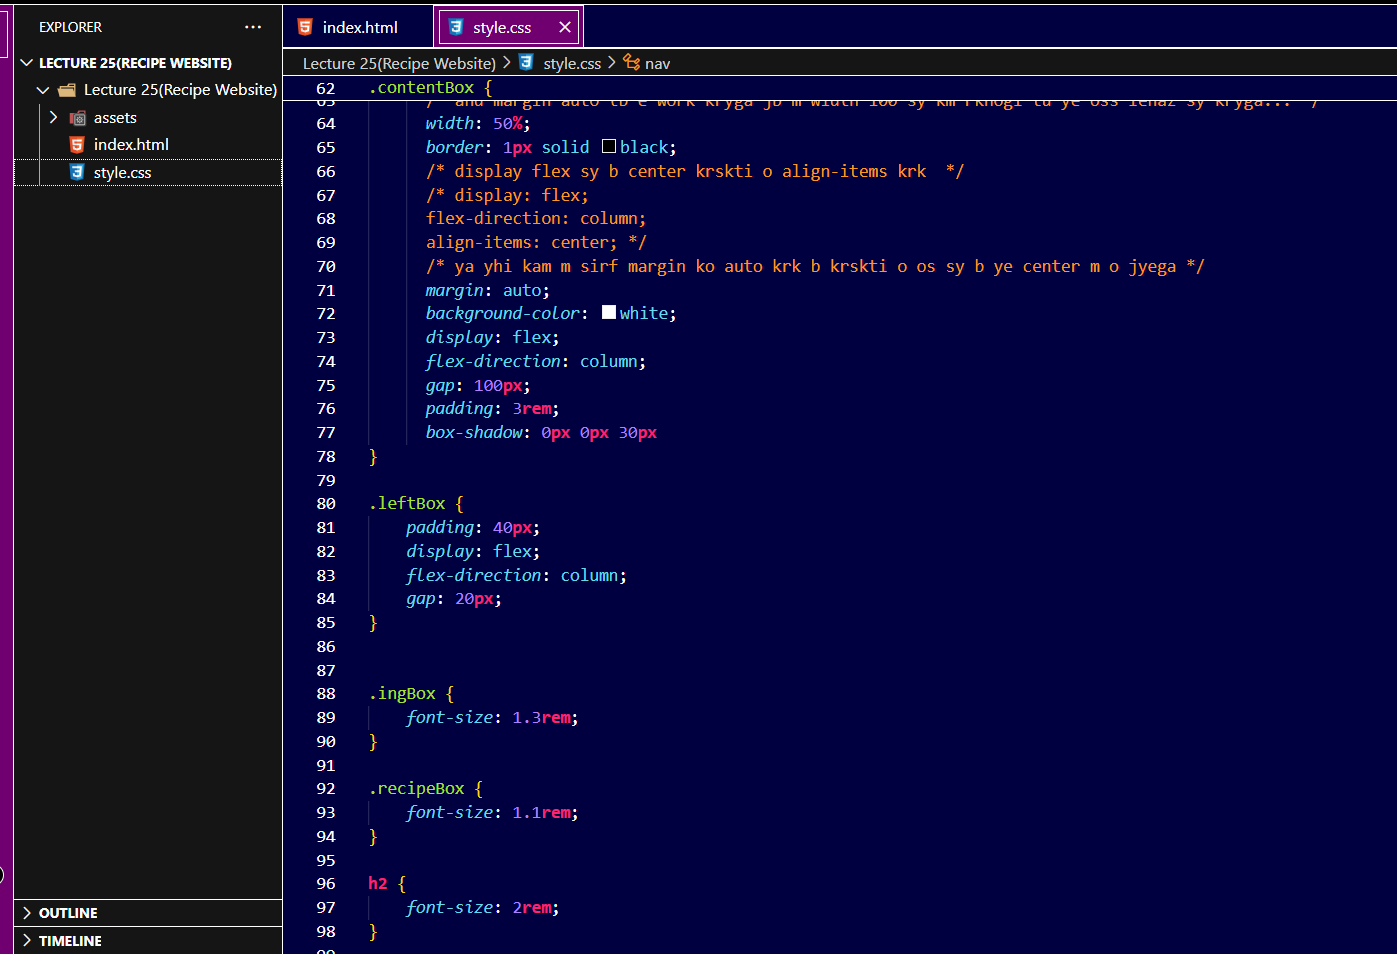 EXPLORER
LECTURE 25(RECIPE WEBSITE)
Lecture 25(Recipe Website)
assets
index.html
style.css
OUTLINE
TIMELINE
index.html
style.css
Lecture 25(Recipe Website) > style.css > nav
62 .contentBox {
64 width: 50%;
65 border: 1px solid black;
66 /* display flex sy b center krskti o align-items krk  */
67 /* display: flex;
68 flex-direction: column;
69 align-items: center; */
70 /* ya yhi kam m sirf margin ko auto krk b krskti o os sy b ye center m o jyega */
71 margin: auto;
72 background-color: white;
73 display: flex;
74 flex-direction: column;
75 gap: 100px;
76 padding: 3rem;
77 box-shadow: 0px 0px 30px
78 }
79
80 .leftBox {
81 padding: 40px;
82 display: flex;
83 flex-direction: column;
84 gap: 20px;
85 }
86
87
88 .ingBox {
89 font-size: 1.3rem;
90 }
91
92 .recipeBox {
93 font-size: 1.1rem;
94 }
95
96 h2 {
97 font-size: 2rem;
98 }